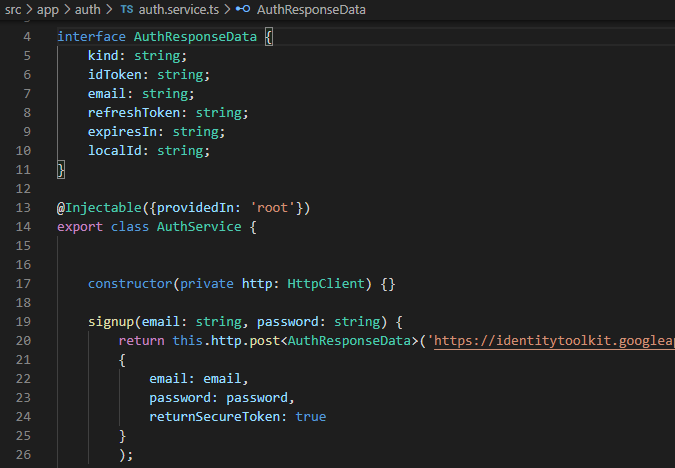 src > app > auth > TS auth.service.ts > AuthResponseData
4 interface AuthResponseData {
5 kind: string;
6 idToken: string;
7 email: string;
8 refreshToken: string;
9 expiresIn: string;
10 localId: string;
11 }
12
13 @Injectable({providedIn: 'root'})
14 export class AuthService {
15
16
17 constructor(private http: HttpClient) {}
18
19 signup(email: string, password: string) {
20 return this.http.post<AuthResponseData>('https://identitytoolkit.googleap
21 {
22 email: email,
23 password: password,
24 returnSecureToken: true
25 }
26 );